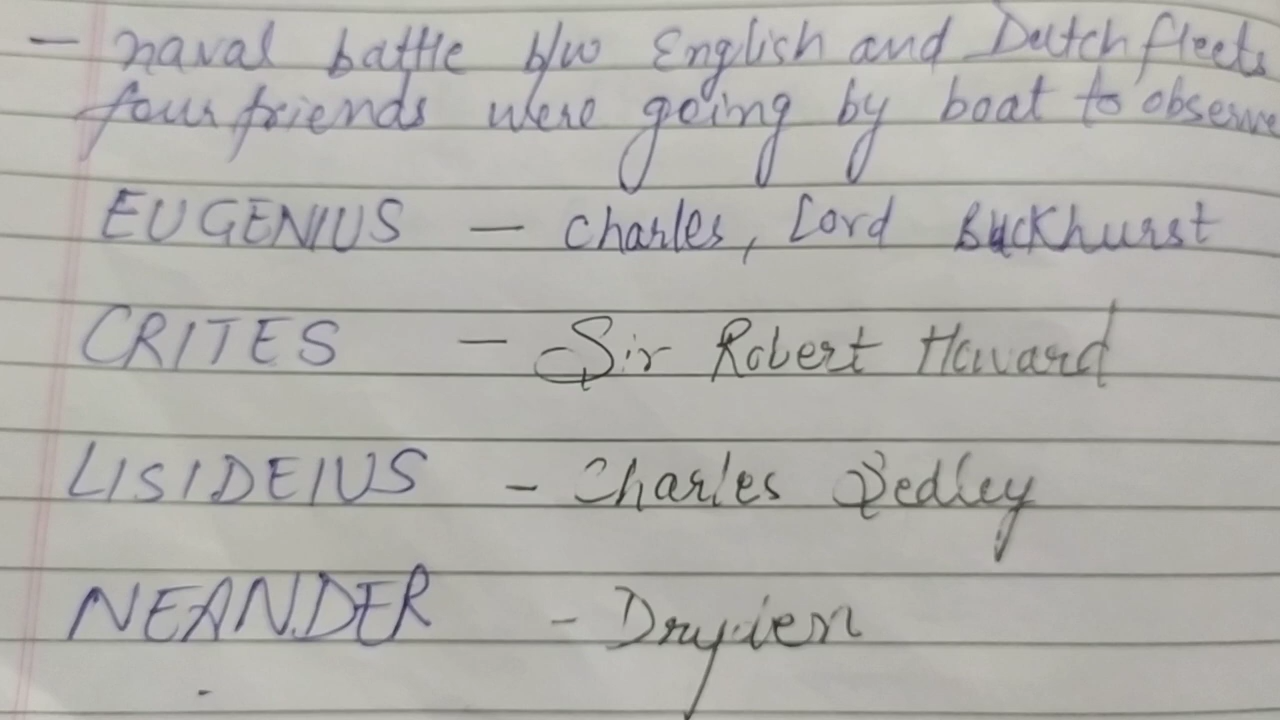 - naval battle b/w English and Dutch fleets
four friends were going by boat to observe
EUGENIUS - Charles, Lord Buckhurst
CRITES - Sir Robert Howard
LISIDEIUS - Charles Sedley
NEANDER - Dryden